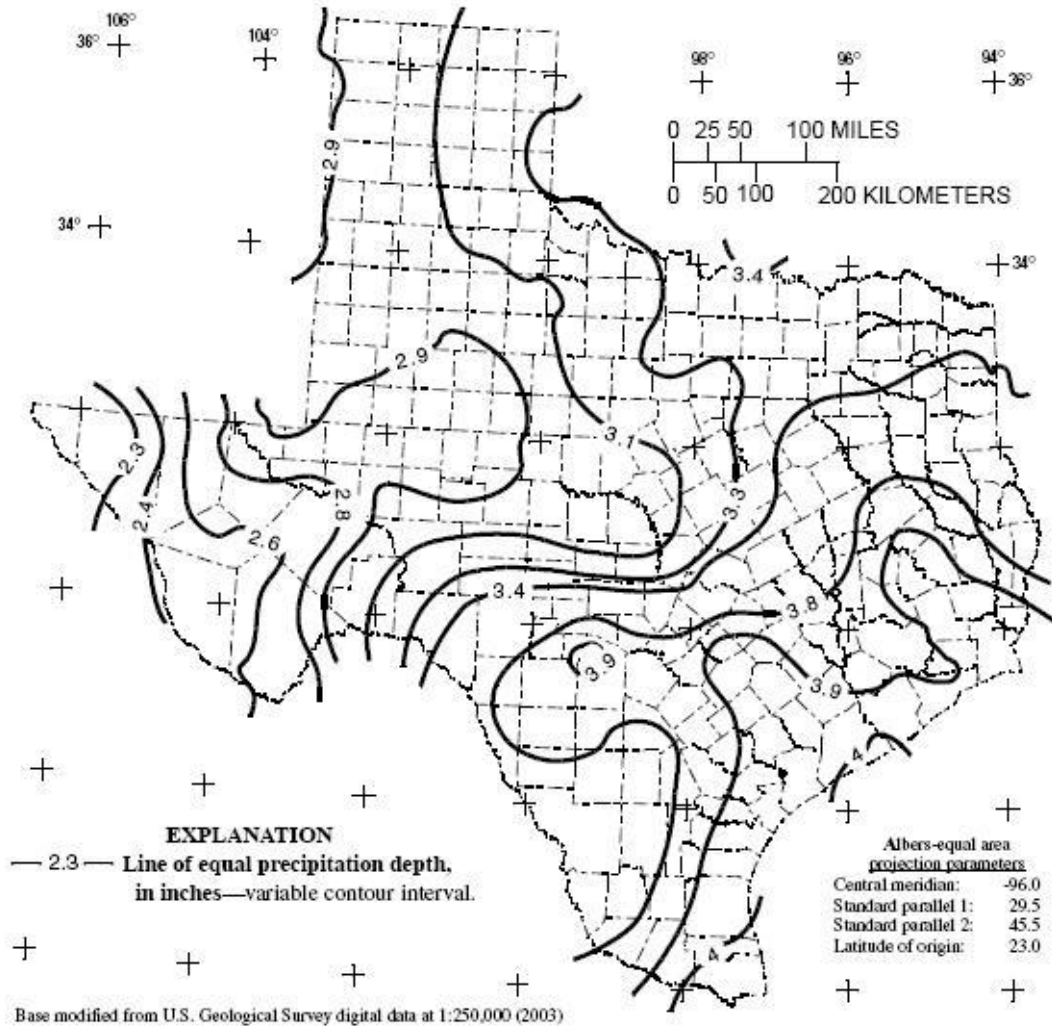 106°
36°
104°
98°
96°
94°
36°
0 25 50 100 MILES
0 50 100 200 KILOMETERS
2.9
34°
34°
3.4
2.9
3.1
2.3
2.4
2.6
2.8
3.3
3.4
3.8
3.9
3.9
4
4
EXPLANATION
2.3 Line of equal precipitation depth,
in inches—variable contour interval.
Albers-equal area
projection parameters
Central meridian: -96.0
Standard parallel 1: 29.5
Standard parallel 2: 45.5
Latitude of origin: 23.0
Base modified from U.S. Geological Survey digital data at 1:250,000 (2003)